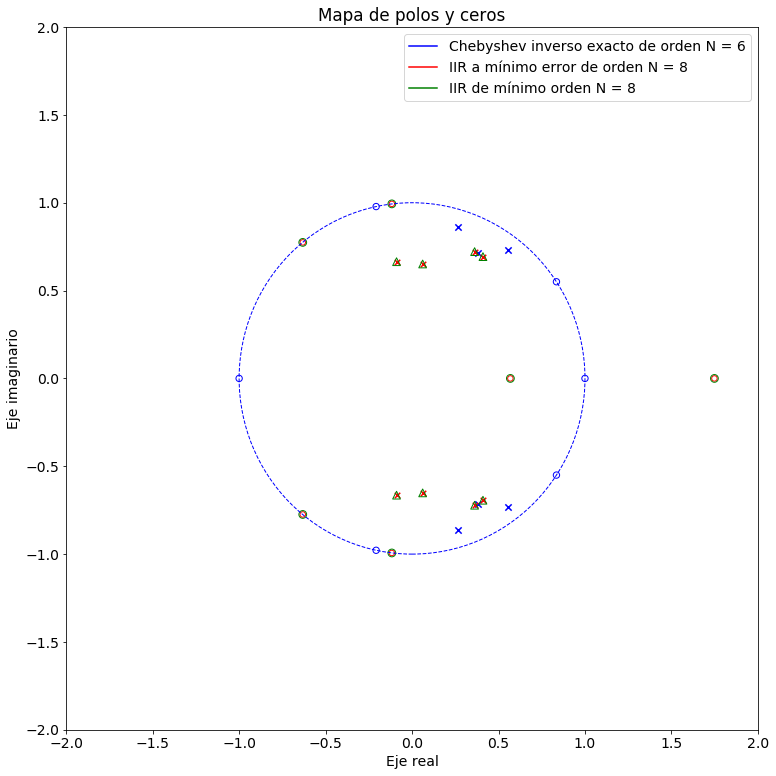 Mapa de polos y ceros
2.0
1.5
1.0
0.5
0.0
−0.5
−1.0
−1.5
−2.0
Eje imaginario
Chebyshev inverso exacto de orden N = 6
IIR a mínimo error de orden N = 8
IIR de mínimo orden N = 8
−2.0 −1.5 −1.0 −0.5 0.0 0.5 1.0 1.5 2.0
Eje real